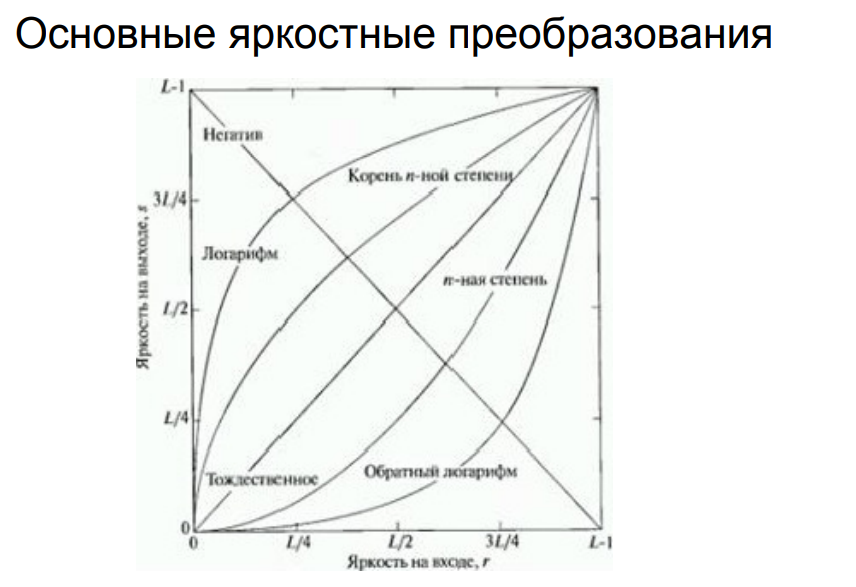 Основные яркостные преобразования
L-1
Негатив
Корень n-ной степени
3L/4
Логарифм
n-ная степень
L/2
Яркость на выходе, s
L/4
Тождественное
Обратный логарифм
0
0 L/4 L/2 3L/4 L-1
Яркость на входе, r